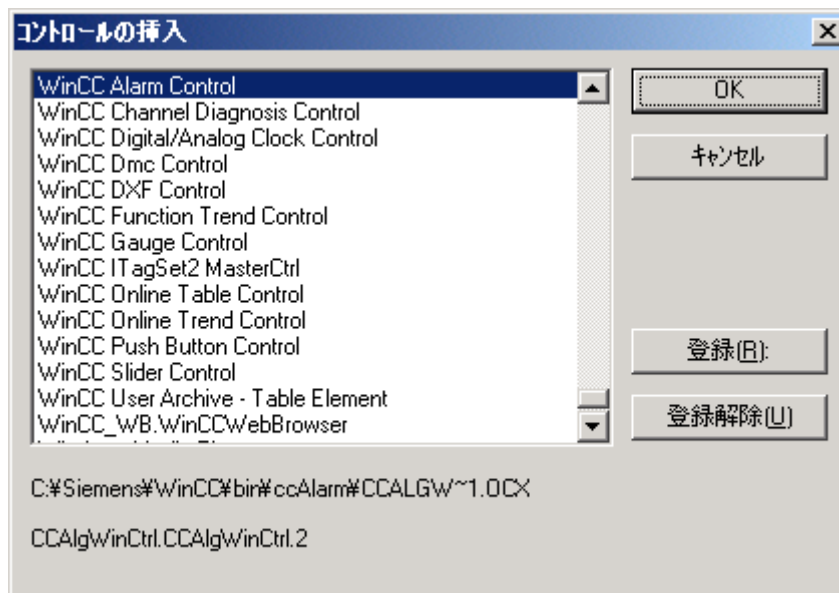 コントロールの挿入
WinCC Alarm Control
WinCC Channel Diagnosis Control
WinCC Digital/Analog Clock Control
WinCC Dmc Control
WinCC DXF Control
WinCC Function Trend Control
WinCC Gauge Control
WinCC ITagSet2 MasterCtrl
WinCC Online Table Control
WinCC Online Trend Control
WinCC Push Button Control
WinCC Slider Control
WinCC User Archive - Table Element
WinCC_WB.WinCCWebBrowser
OK
キャンセル
登録(R):
登録解除(U)
C:¥Siemens¥WinCC¥bin¥ccAlarm¥CCALGW~1.OCX
CCAlgWinCtrl.CCAlgWinCtrl.2